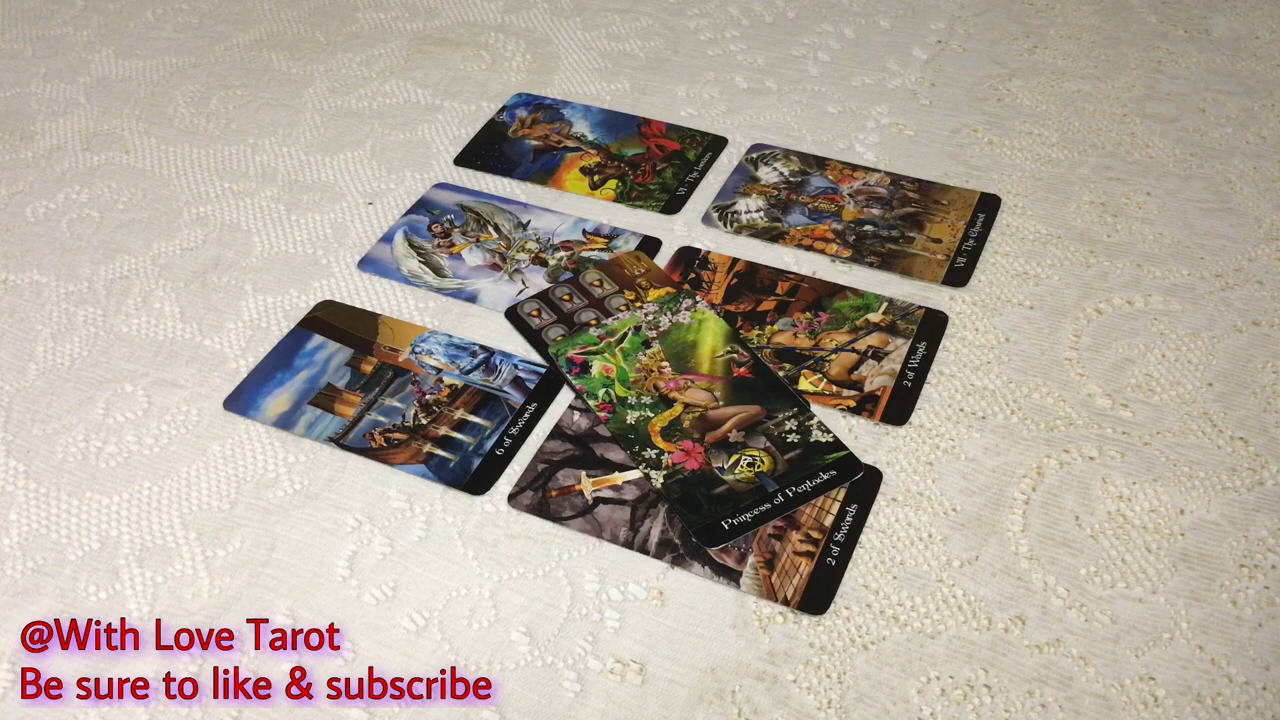 VI - The Lovers
VII - The Chariot
2 of Wands
6 of Swords
Princess of Pentacles
2 of Swords
@With Love Tarot
Be sure to like & subscribe